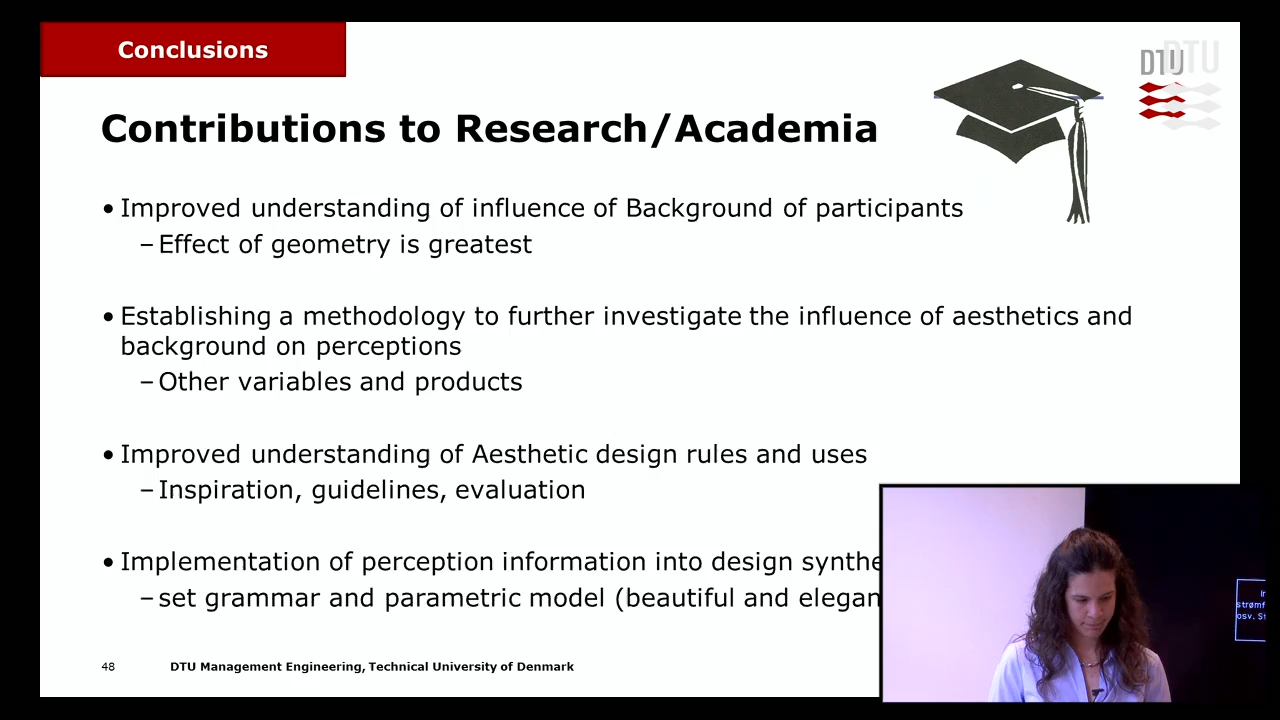 Conclusions
DTU
Contributions to Research/Academia
• Improved understanding of influence of Background of participants
– Effect of geometry is greatest
• Establishing a methodology to further investigate the influence of aesthetics and
background on perceptions
– Other variables and products
• Improved understanding of Aesthetic design rules and uses
– Inspiration, guidelines, evaluation
• Implementation of perception information into design synthe
– set grammar and parametric model (beautiful and elegan
48 DTU Management Engineering, Technical University of Denmark